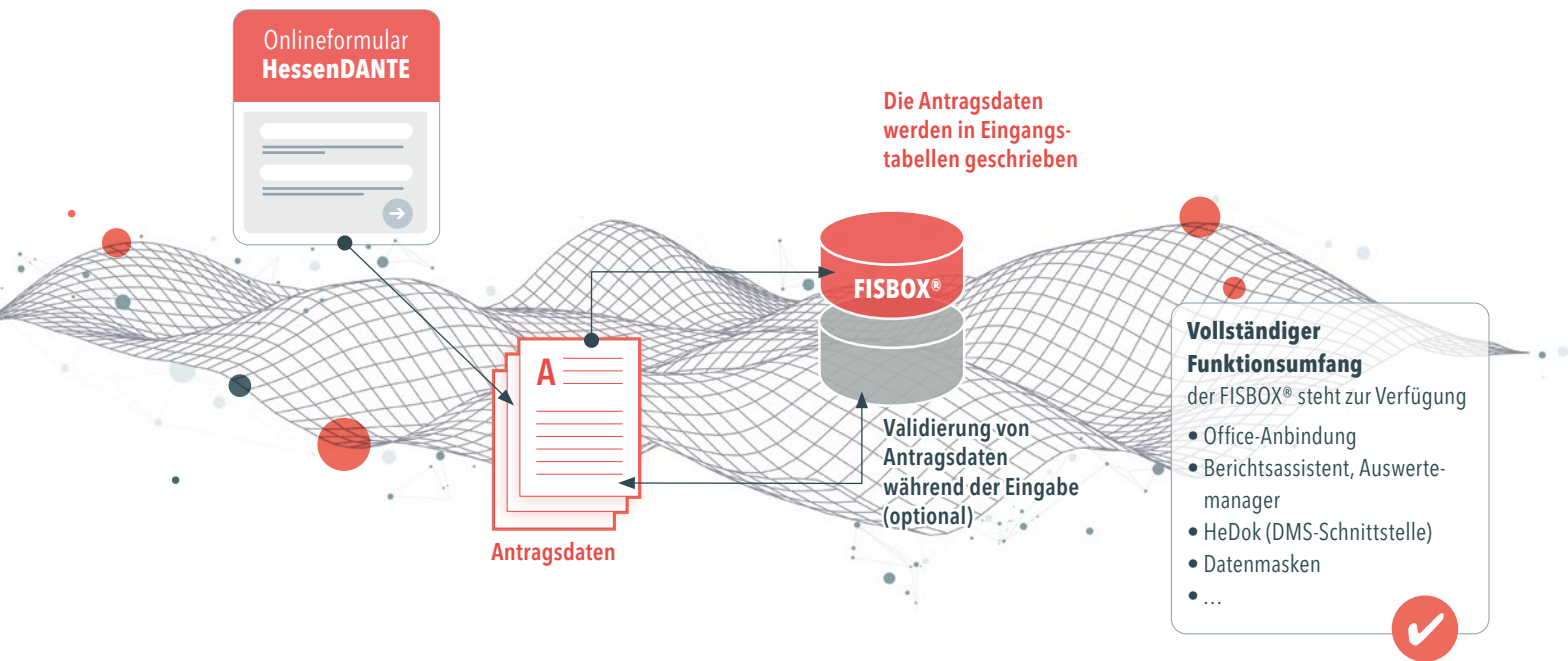 Onlineformular
HessenDANTE
Die Antragsdaten
werden in Eingangs-
tabellen geschrieben
FISBOX®
A
Antragsdaten
Validierung von
Antragsdaten
während der Eingabe
(optional)
Vollständiger
Funktionsumfang
der FISBOX® steht zur Verfügung
• Office-Anbindung
• Berichtsassistent, Auswerte-
manager
• HeDok (DMS-Schnittstelle)
• Datenmasken
• ...